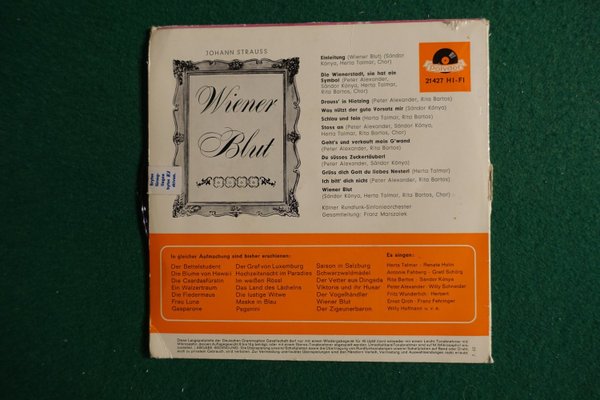 JOHANN STRAUSS
Wiener
Blut
Einleitung (Wiener Blut) (Sándor
Kónya, Herta Talmar, Chor)
Die Wienerstadt, sie hat ein
Symbol (Peter Alexander,
Sándor Kónya, Herta Talmar,
Rita Bartos, Chor)
Drauss' in Hietzing (Peter Alexander, Rita Bartos)
Was nützt der gute Vorsatz mir (Sándor Kónya)
Schlau und fein (Herta Talmar, Rita Bartos)
Stoss an (Peter Alexander, Sándor Kónya,
Herta Talmar, Rita Bartos, Chor)
Geht's und verkauft mein G'wand
(Peter Alexander, Rita Bartos)
Du süsses Zuckertäuberl
(Peter Alexander, Sándor Kónya)
Grüss dich Gott du liebes Nesterl (Herta Talmar)
Ich bitt' dich nicht (Peter Alexander, Rita Bartos)
Wiener Blut
(Sándor Kónya, Herta Talmar, Rita Bartos, Chor)
Kölner Rundfunk-Sinfonieorchester
Gesamtleitung: Franz Marszalek
Polydor
21427 HI-FI
In gleicher Aufmachung sind bisher erschienen:
Der Bettelstudent
Die Blume von Hawaii
Die Csardasfürstin
Ein Walzertraum
Die Fledermaus
Frau Luna
Gasparone
Der Graf von Luxemburg
Hochzeitsnacht im Paradies
Im weißen Rössl
Das Land des Lächelns
Die lustige Witwe
Maske in Blau
Paganini
Saison in Salzburg
Schwarzwaldmädel
Der Vetter aus Dingsda
Viktoria und ihr Husar
Der Vogelhändler
Wiener Blut
Der Zigeunerbaron
Es singen:
Herta Talmar · Renate Holm
Antonia Fahberg · Gretl Schörg
Rita Bartos · Sándor Kónya
Peter Alexander · Willy Schneider
Fritz Wunderlich · Herbert
Ernst Groh · Franz Fehringer
Willy Hofmann u. v. a.